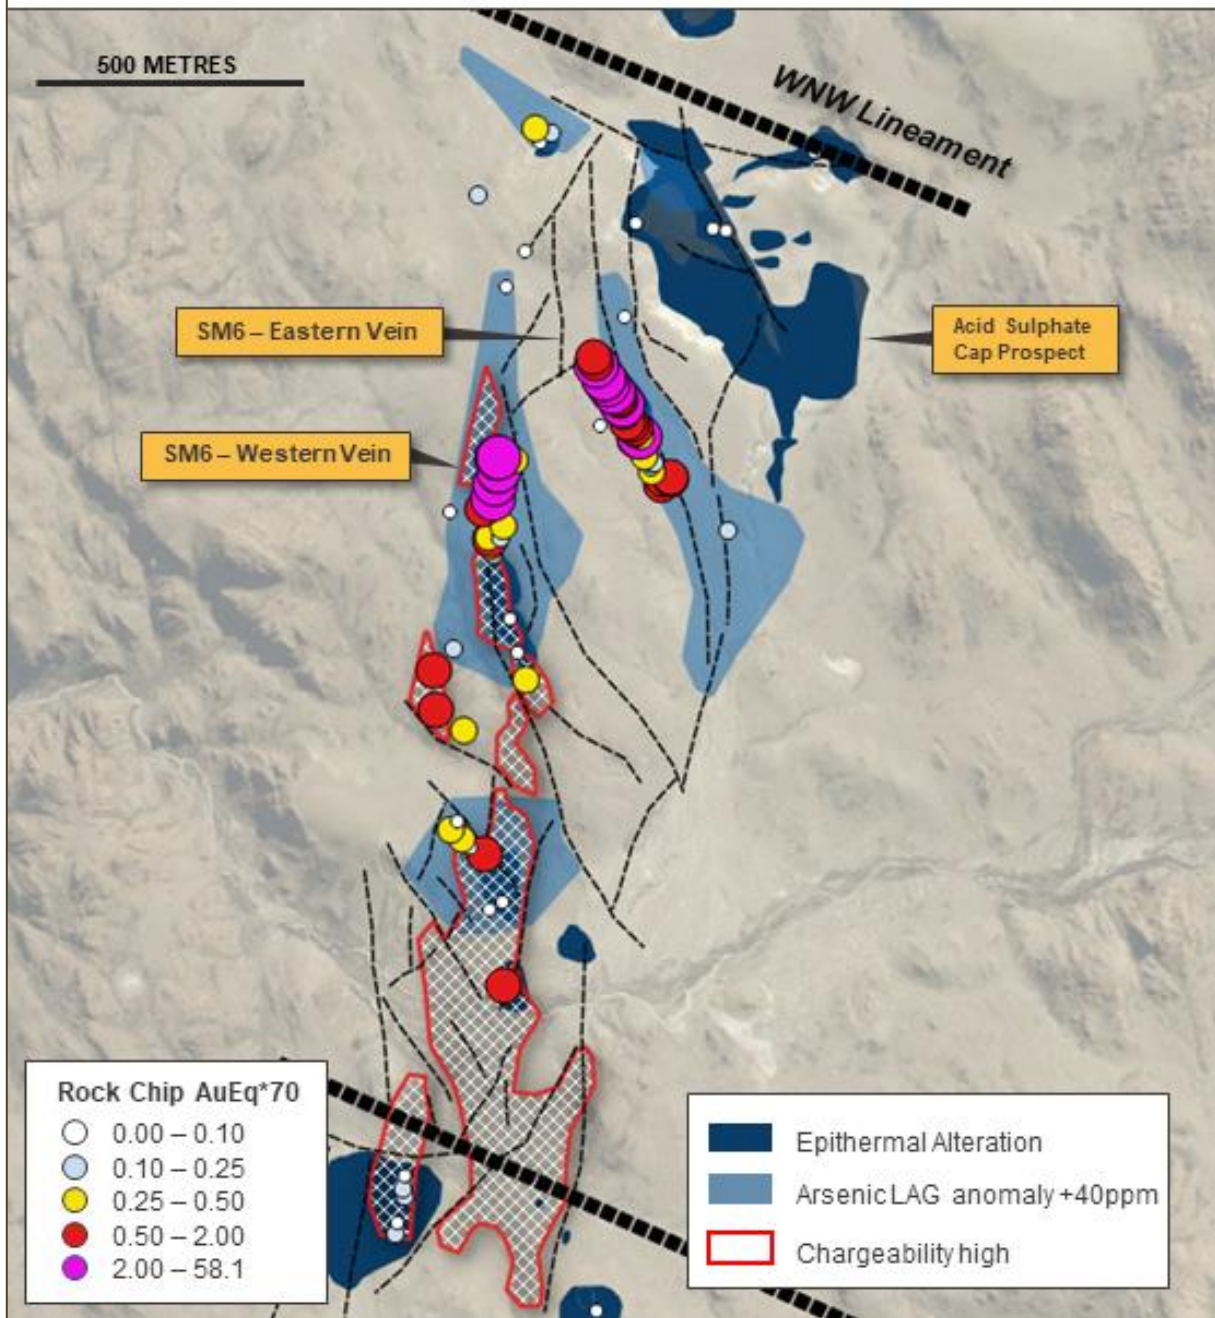 500 METRES
WNW Lineament
SM6 – Eastern Vein
Acid Sulphate
Cap Prospect
SM6 – Western Vein
Rock Chip AuEq*70
0.00 – 0.10
0.10 – 0.25
0.25 – 0.50
0.50 – 2.00
2.00 – 58.1
Epithermal Alteration
Arsenic LAG anomaly +40ppm
Chargeability high